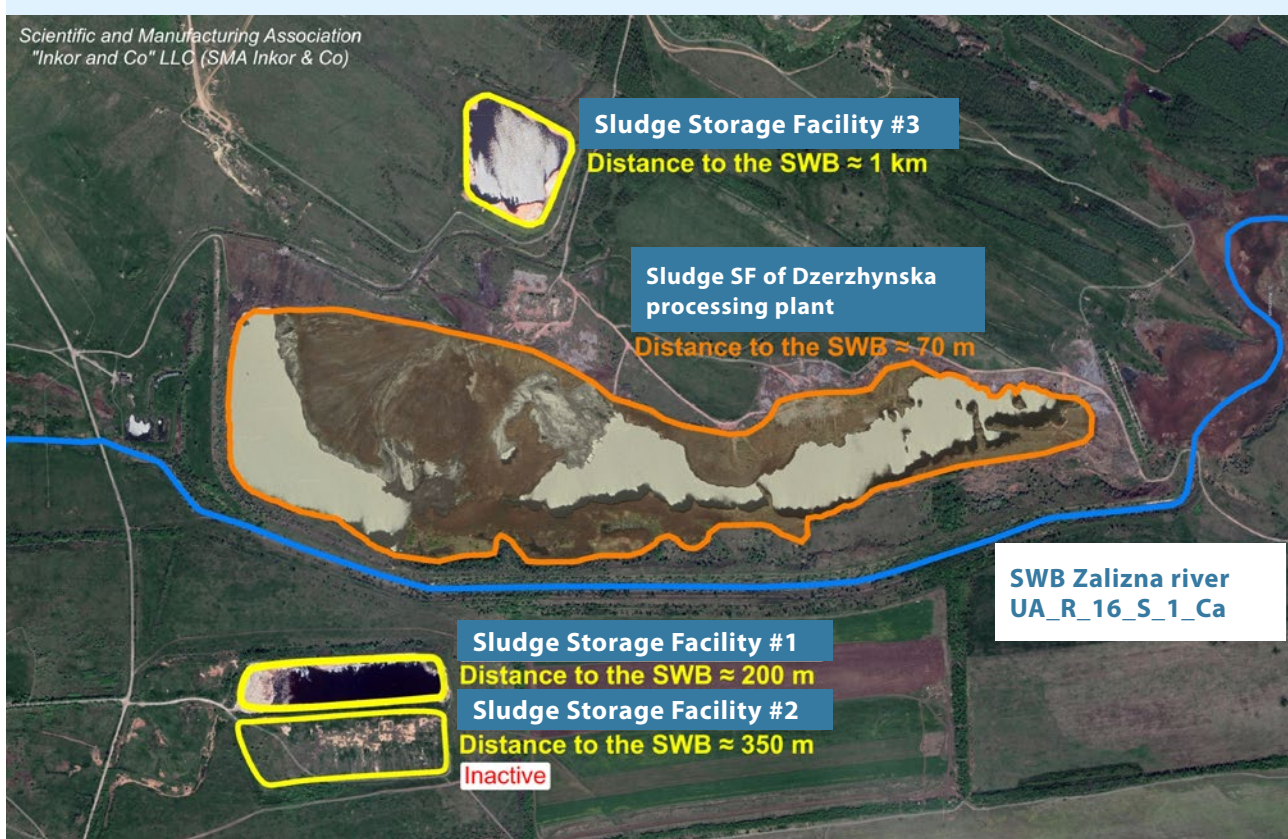 Scientific and Manufacturing Association
"Inkor and Co" LLC (SMA Inkor & Co)
Sludge Storage Facility #3
Distance to the SWB ≈ 1 km
Sludge SF of Dzerzhynska
processing plant
Distance to the SWB ≈ 70 m
SWB Zalizna river
UA_R_16_S_1_Ca
Sludge Storage Facility #1
Distance to the SWB ≈ 200 m
Sludge Storage Facility #2
Distance to the SWB ≈ 350 m
Inactive